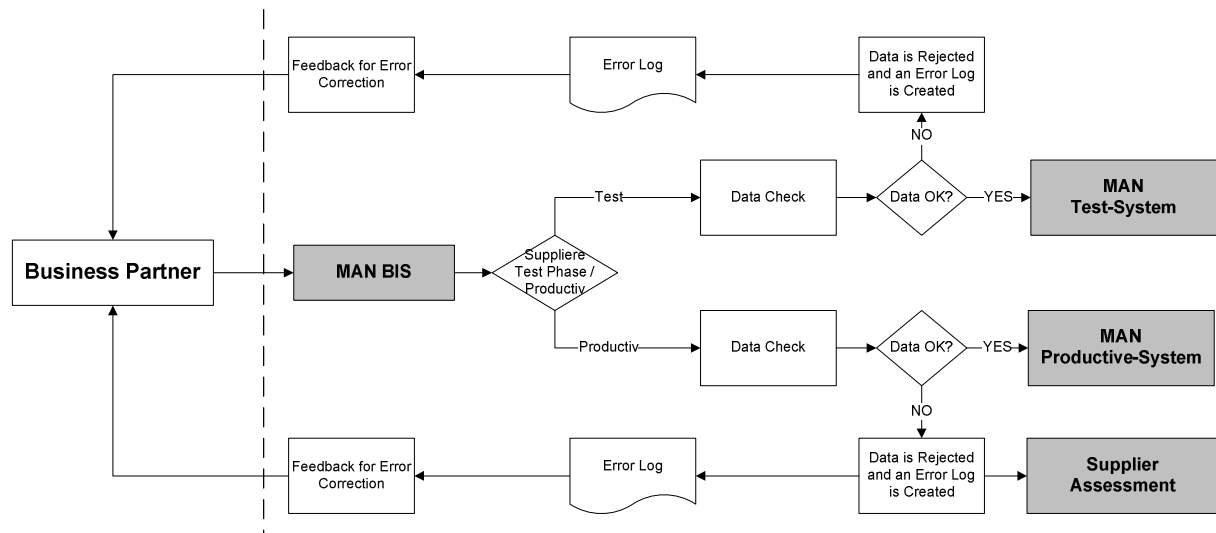 Feedback for Error
Correction
Error Log
Data is Rejected
and an Error Log
is Created
NO
Test
Data Check
Data OK?
YES
MAN
Test-System
Business Partner
MAN BIS
Suppliere
Test Phase /
Productiv
Productiv
Data Check
Data OK?
YES
MAN
Productive-System
NO
Feedback for Error
Correction
Error Log
Data is Rejected
and an Error Log
is Created
Supplier
Assessment